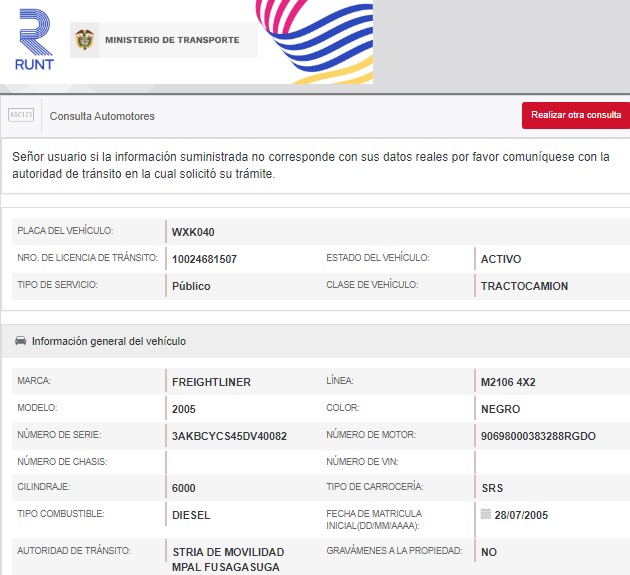 RUNT
MINISTERIO DE TRANSPORTE
ABC123
Consulta Automotores
Realizar otra consulta
Señor usuario si la información suministrada no corresponde con sus datos reales por favor comuníquese con la
autoridad de tránsito en la cual solicitó su trámite.
PLACA DEL VEHÍCULO: WXK040
NRO. DE LICENCIA DE TRÁNSITO: 10024681507 ESTADO DEL VEHÍCULO: ACTIVO
TIPO DE SERVICIO: Público CLASE DE VEHÍCULO: TRACTOCAMION
Información general del vehículo
MARCA: FREIGHTLINER LÍNEA: M2106 4X2
MODELO: 2005 COLOR: NEGRO
NÚMERO DE SERIE: 3AKBCYCS45DV40082 NÚMERO DE MOTOR: 90698000383288RGDO
NÚMERO DE CHASIS: NÚMERO DE VIN:
CILINDRAJE: 6000 TIPO DE CARROCERÍA: SRS
TIPO COMBUSTIBLE: DIESEL FECHA DE MATRICULA
INICIAL(DD/MM/AAAA): 28/07/2005
AUTORIDAD DE TRÁNSITO: STRIA DE MOVILIDAD GRAVÁMENES A LA PROPIEDAD: NO
MPAL FUSAGASUGA